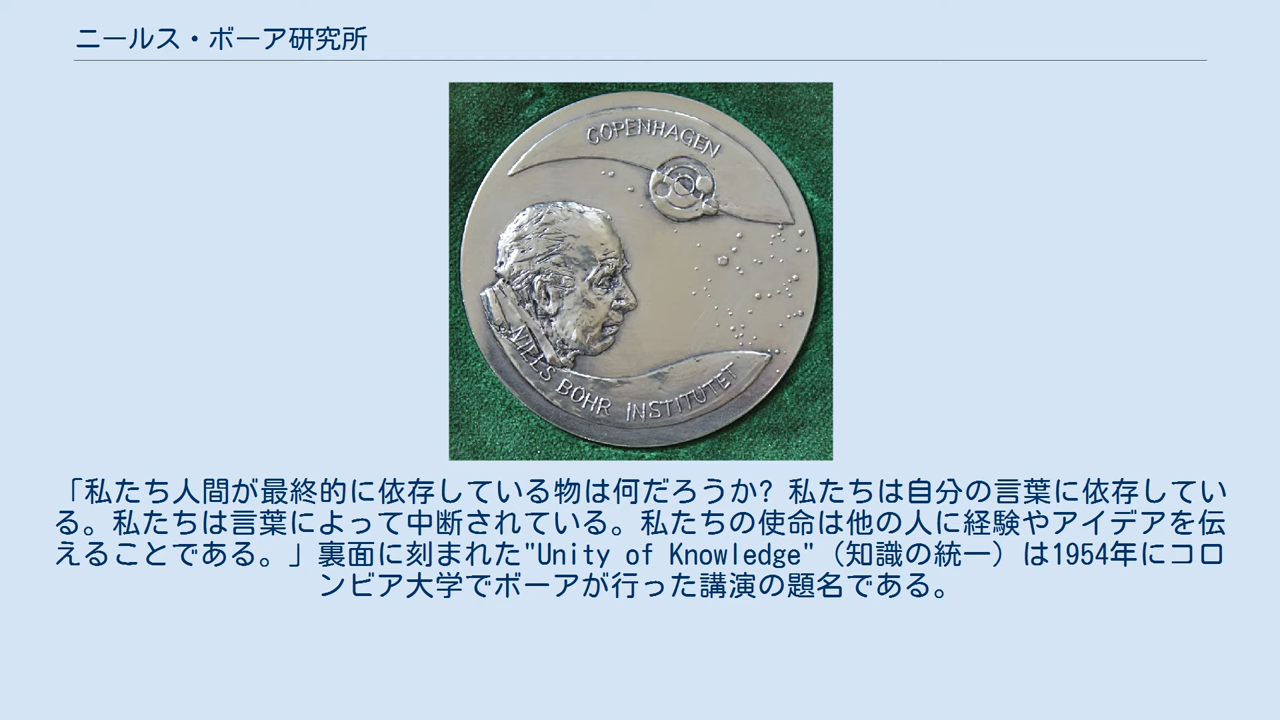 ニールス・ボーア研究所
COPENHAGEN
NIELS BOHR INSTITUTET
「私たち人間が最終的に依存している物は何だろうか? 私たちは自分の言葉に依存してい
る。私たちは言葉によって中断されている。私たちの使命は他の人に経験やアイデアを伝
えることである。」裏面に刻まれた"Unity of Knowledge"（知識の統一）は1954年にコロ
ンビア大学でボーアが行った講演の題名である。